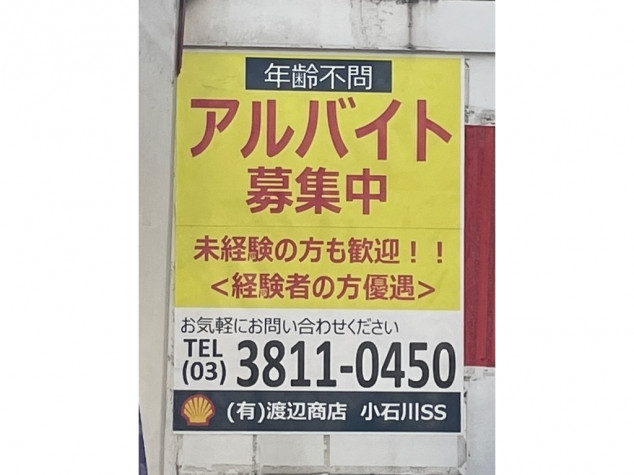 年齢不問
アルバイト
募集中
未経験の方も歓迎！！
<経験者の方優遇>
お気軽にお問い合わせください
TEL
(03) 3811-0450
(有)渡辺商店 小石川SS